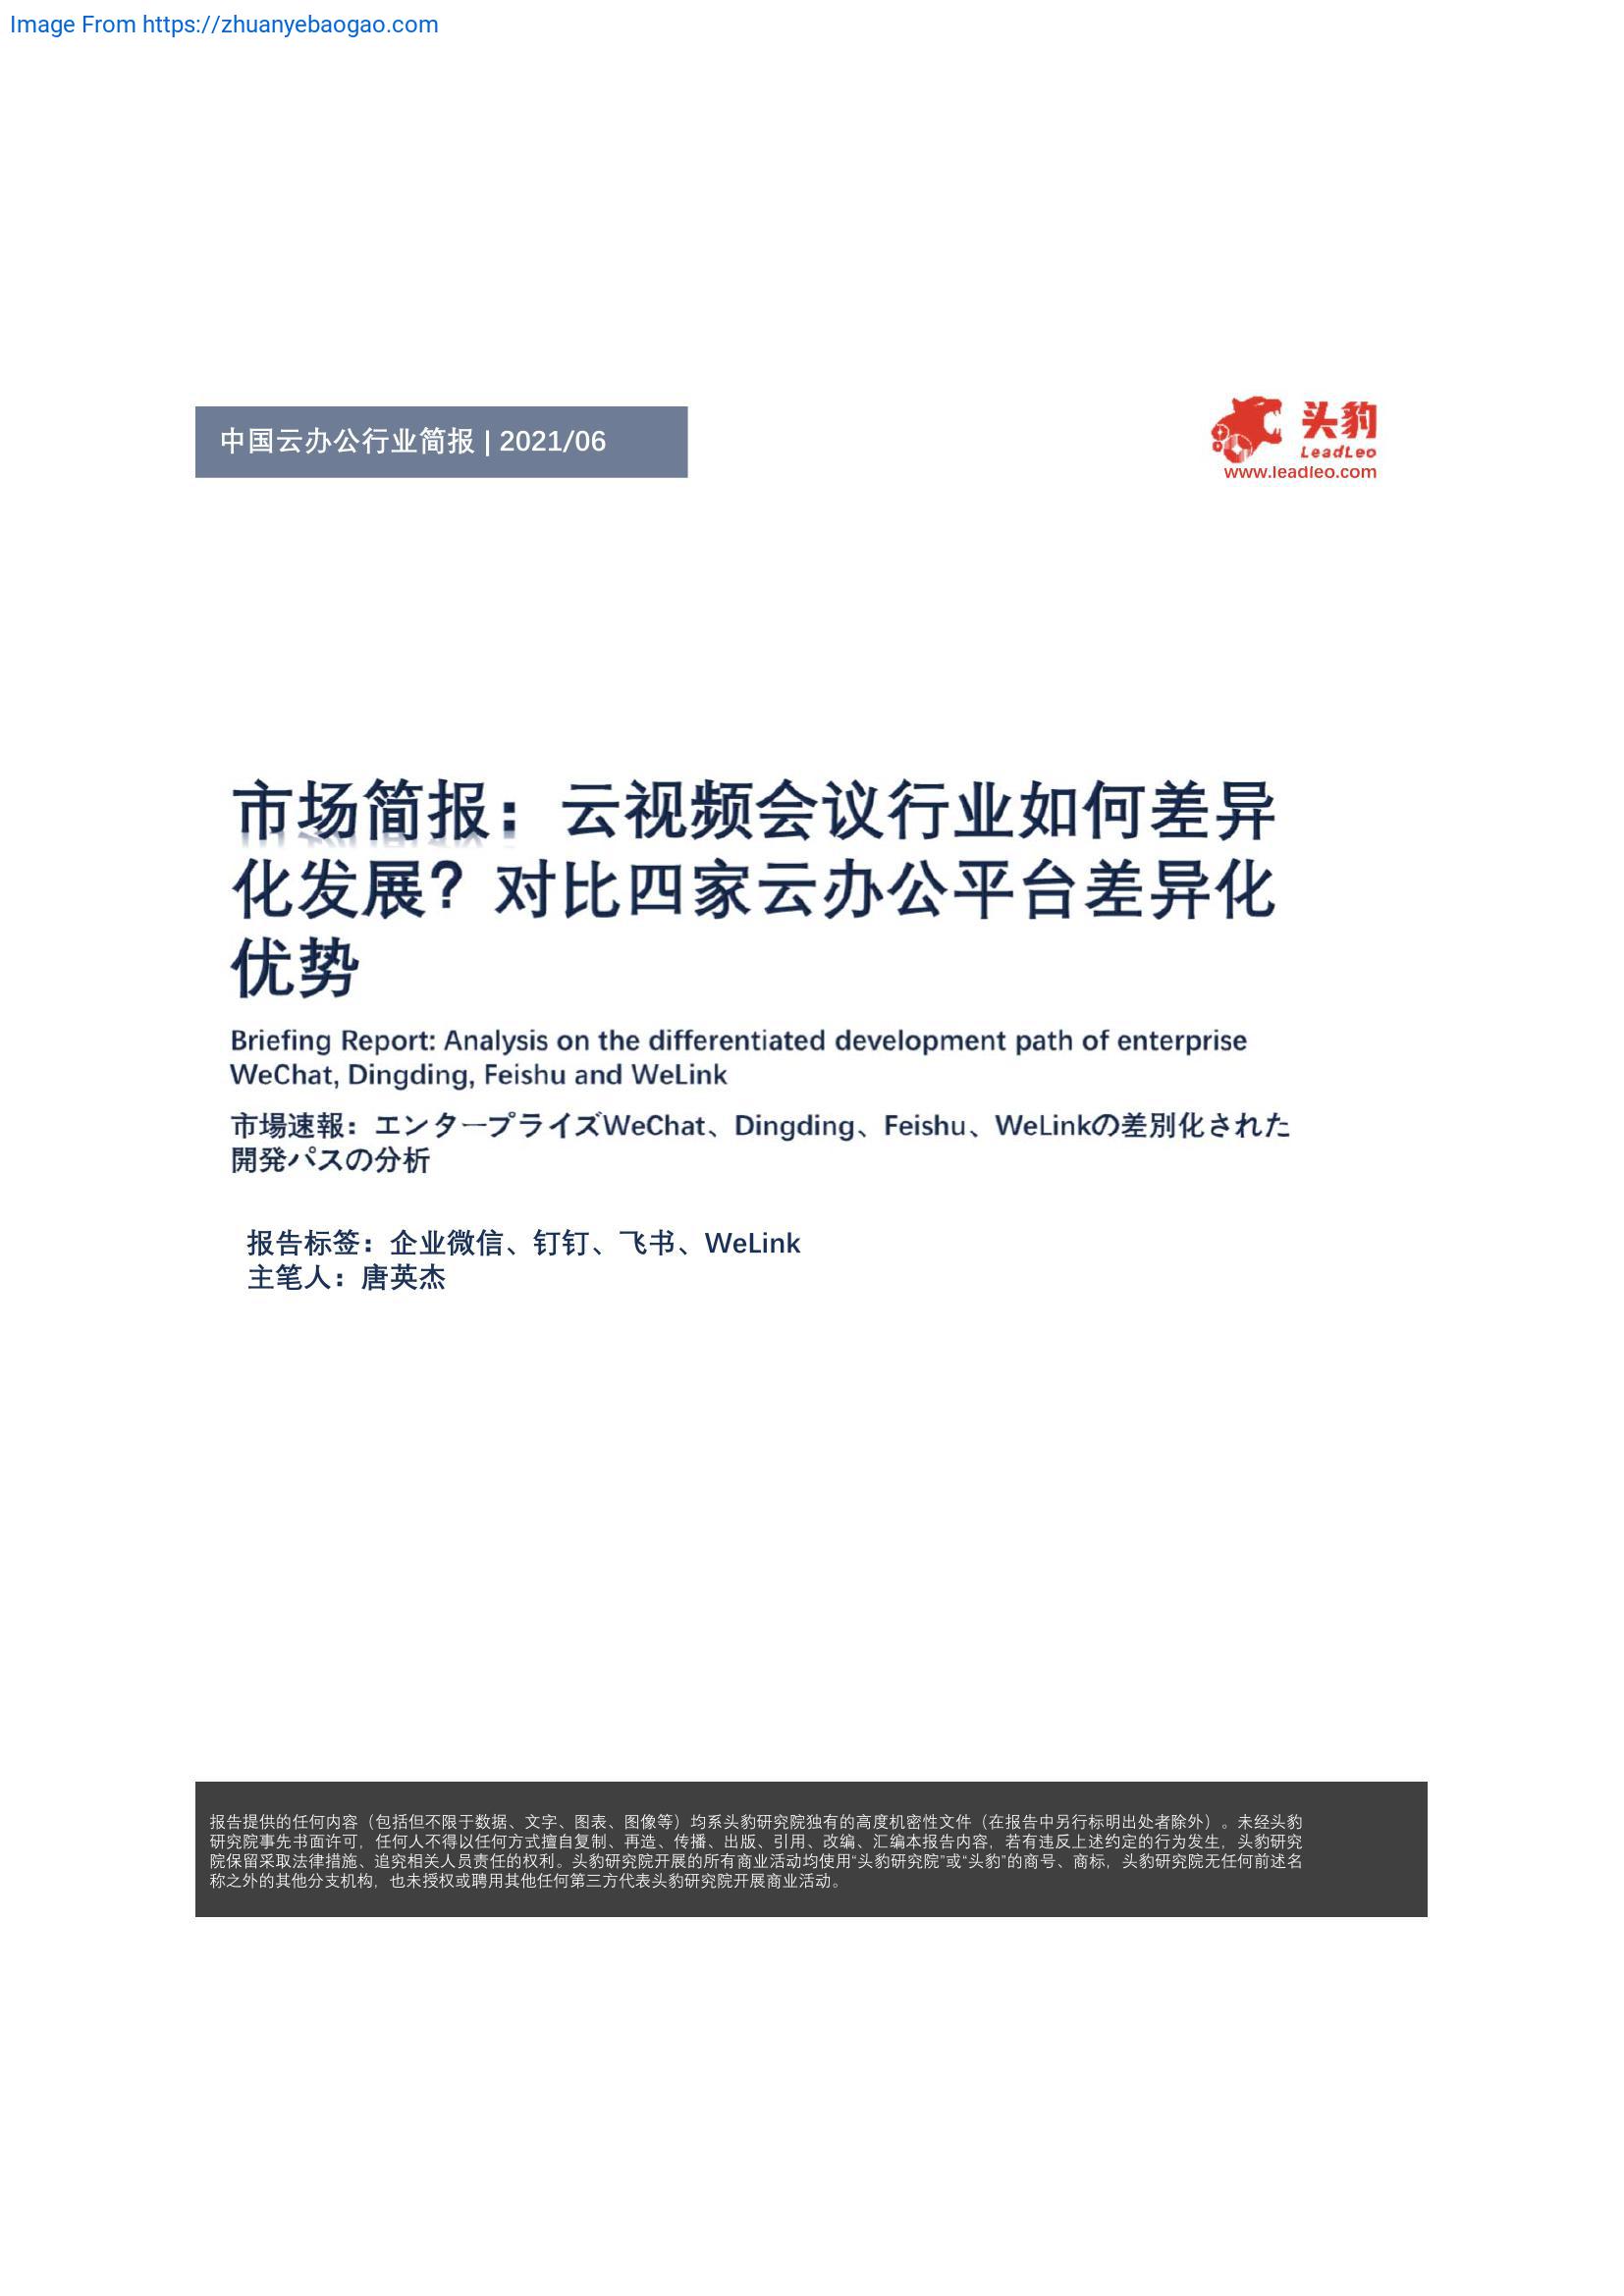 Image From https://zhuanyebaogao.com
中国云办公行业简报 | 2021/06
头豹
LeadLeo
www.leadleo.com
市场简报：云视频会议行业如何差异
化发展？对比四家云办公平台差异化
优势
Briefing Report: Analysis on the differentiated development path of enterprise
WeChat, Dingding, Feishu and WeLink
市場速報：エンタープライズWeChat、Dingding、Feishu、WeLinkの差別化された
開発パスの分析
报告标签：企业微信、钉钉、飞书、WeLink
主笔人：唐英杰
报告提供的任何内容（包括但不限于数据、文字、图表、图像等）均系头豹研究院独有的高度机密性文件（在报告中另行标明出处者除外）。未经头豹
研究院事先书面许可，任何人不得以任何方式擅自复制、再造、传播、出版、引用、改编、汇编本报告内容，若有违反上述约定的行为发生，头豹研究
院保留采取法律措施、追究相关人员责任的权利。头豹研究院开展的所有商业活动均使用“头豹研究院”或“头豹”的商号、商标，头豹研究院无任何前述名
称之外的其他分支机构，也未授权或聘用其他任何第三方代表头豹研究院开展商业活动。